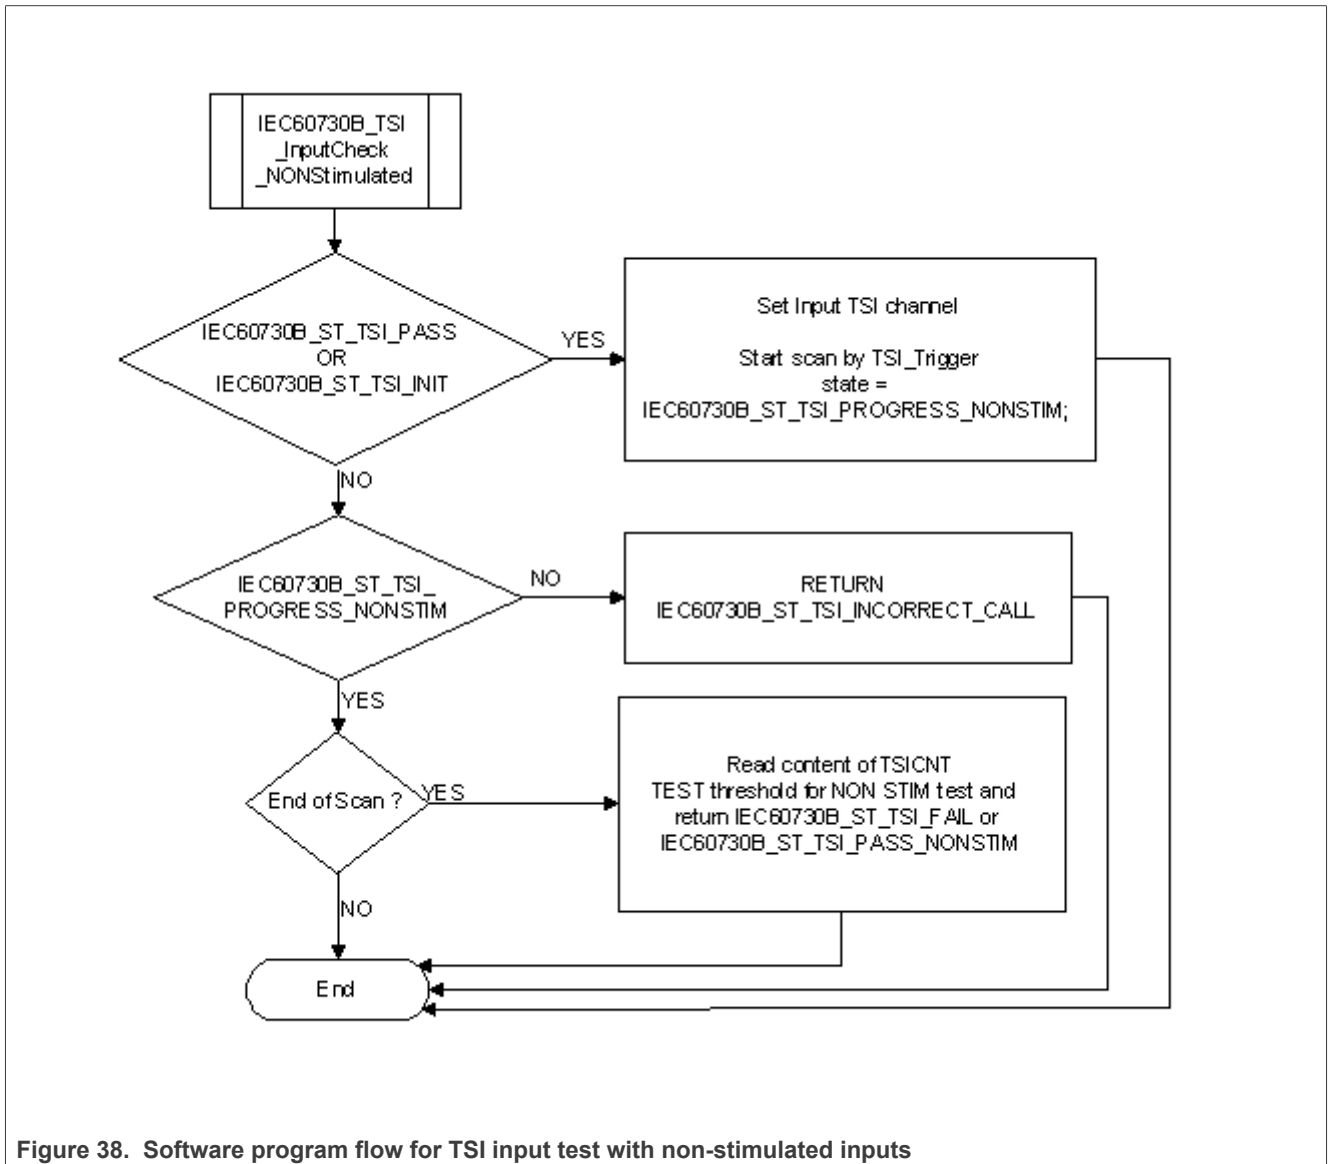 IEC60730B_TSI
_InputCheck
_NONStimulated
IEC60730B_ST_TSI_PASS
OR
IEC60730B_ST_TSI_INIT
YES
Set Input TSI channel
Start scan by TSI_Trigger
state =
IEC60730B_ST_TSI_PROGRESS_NONSTIM;
NO
IEC60730B_ST_TSI_
PROGRESS_NONSTIM
NO
RETURN
IEC60730B_ST_TSI_INCORRECT_CALL
YES
End of Scan ?
YES
Read content of TSICNT
TEST threshold for NON STIM test and
return IEC60730B_ST_TSI_FAIL or
IEC60730B_ST_TSI_PASS_NONSTIM
NO
End
Figure 38. Software program flow for TSI input test with non-stimulated inputs